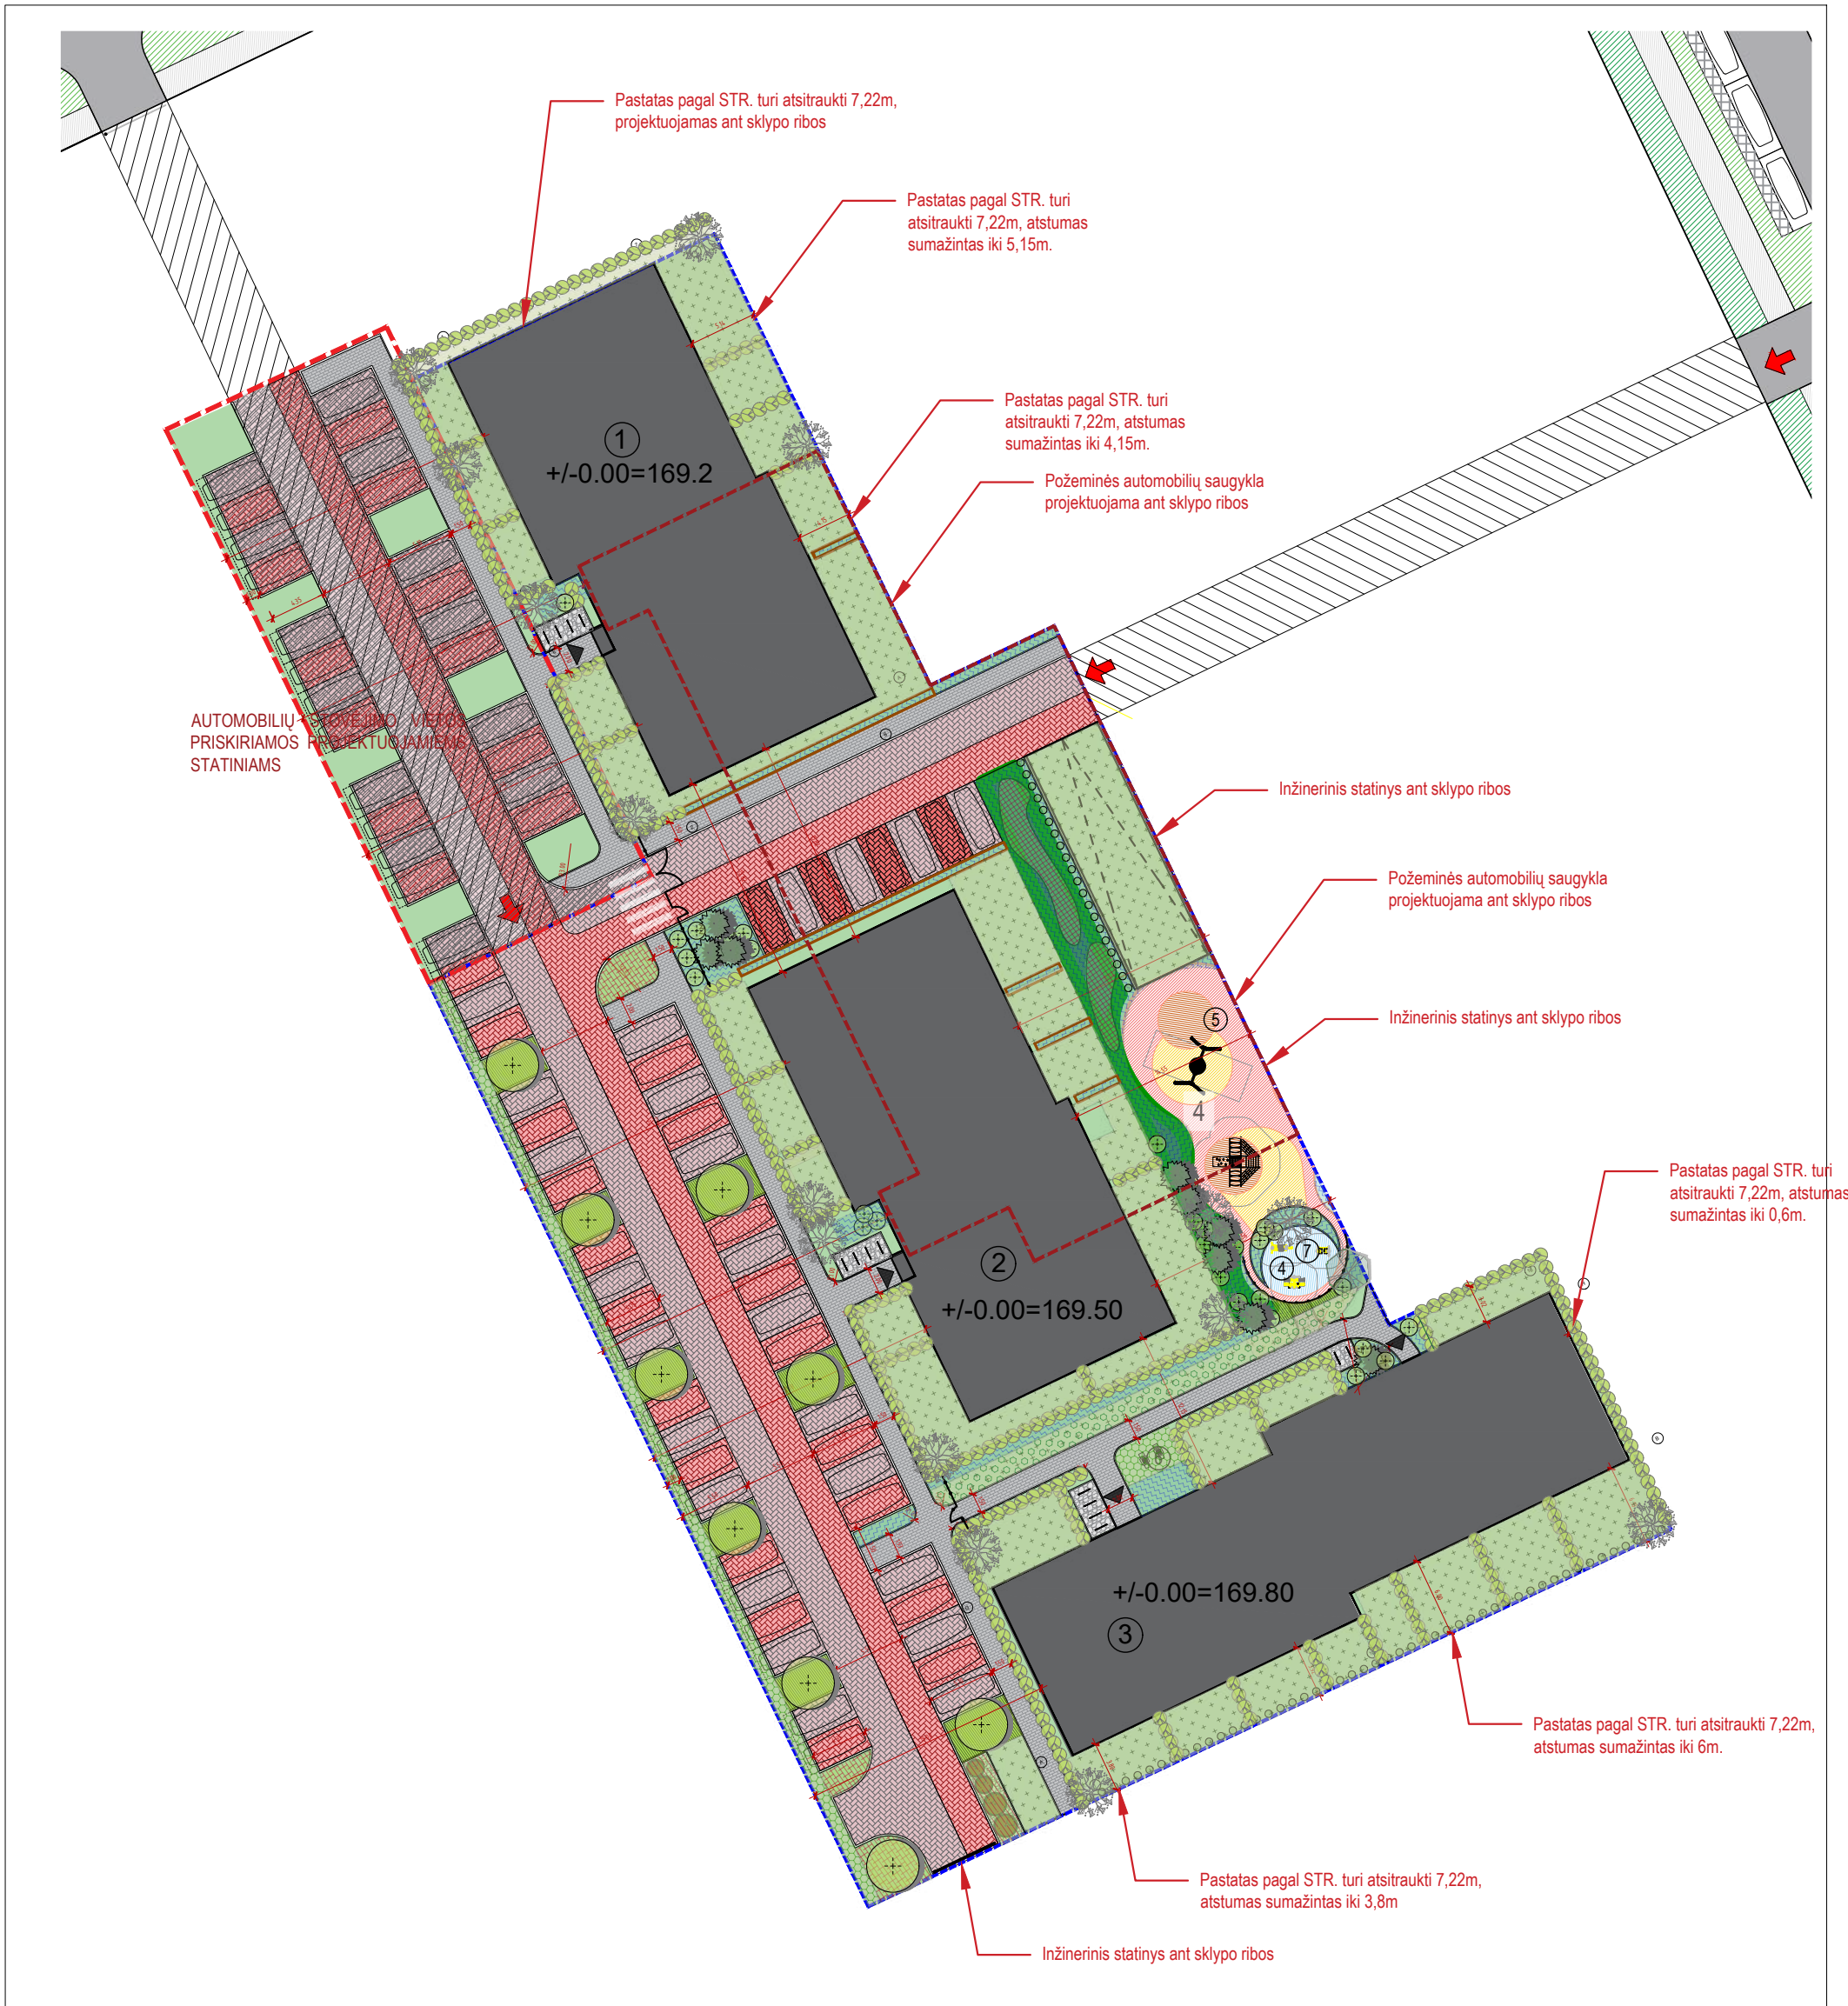 Pastatas pagal STR. turi atsitraukti 7,22m,
projektuojamas ant sklypo ribos
Pastatas pagal STR. turi
atsitraukti 7,22m, atstumas
sumažintas iki 5,15m.
Pastatas pagal STR. turi
atsitraukti 7,22m, atstumas
sumažintas iki 4,15m.
Požeminės automobilių saugykla
projektuojama ant sklypo ribos
1
+/-0.00=169.2
AUTOMOBILIŲ STOVĖJIMO VIETOS
PRISKIRIAMOS PROJEKTUOJAMIEMS
STATINIAMS
Inžinerinis statinys ant sklypo ribos
Požeminės automobilių saugykla
projektuojama ant sklypo ribos
Inžinerinis statinys ant sklypo ribos
5
4
Pastatas pagal STR. turi
atsitraukti 7,22m, atstumas
sumažintas iki 0,6m.
7
4
2
+/-0.00=169.50
+/-0.00=169.80
3
Pastatas pagal STR. turi atsitraukti 7,22m,
atstumas sumažintas iki 6m.
Pastatas pagal STR. turi atsitraukti 7,22m,
atstumas sumažintas iki 3,8m
Inžinerinis statinys ant sklypo ribos